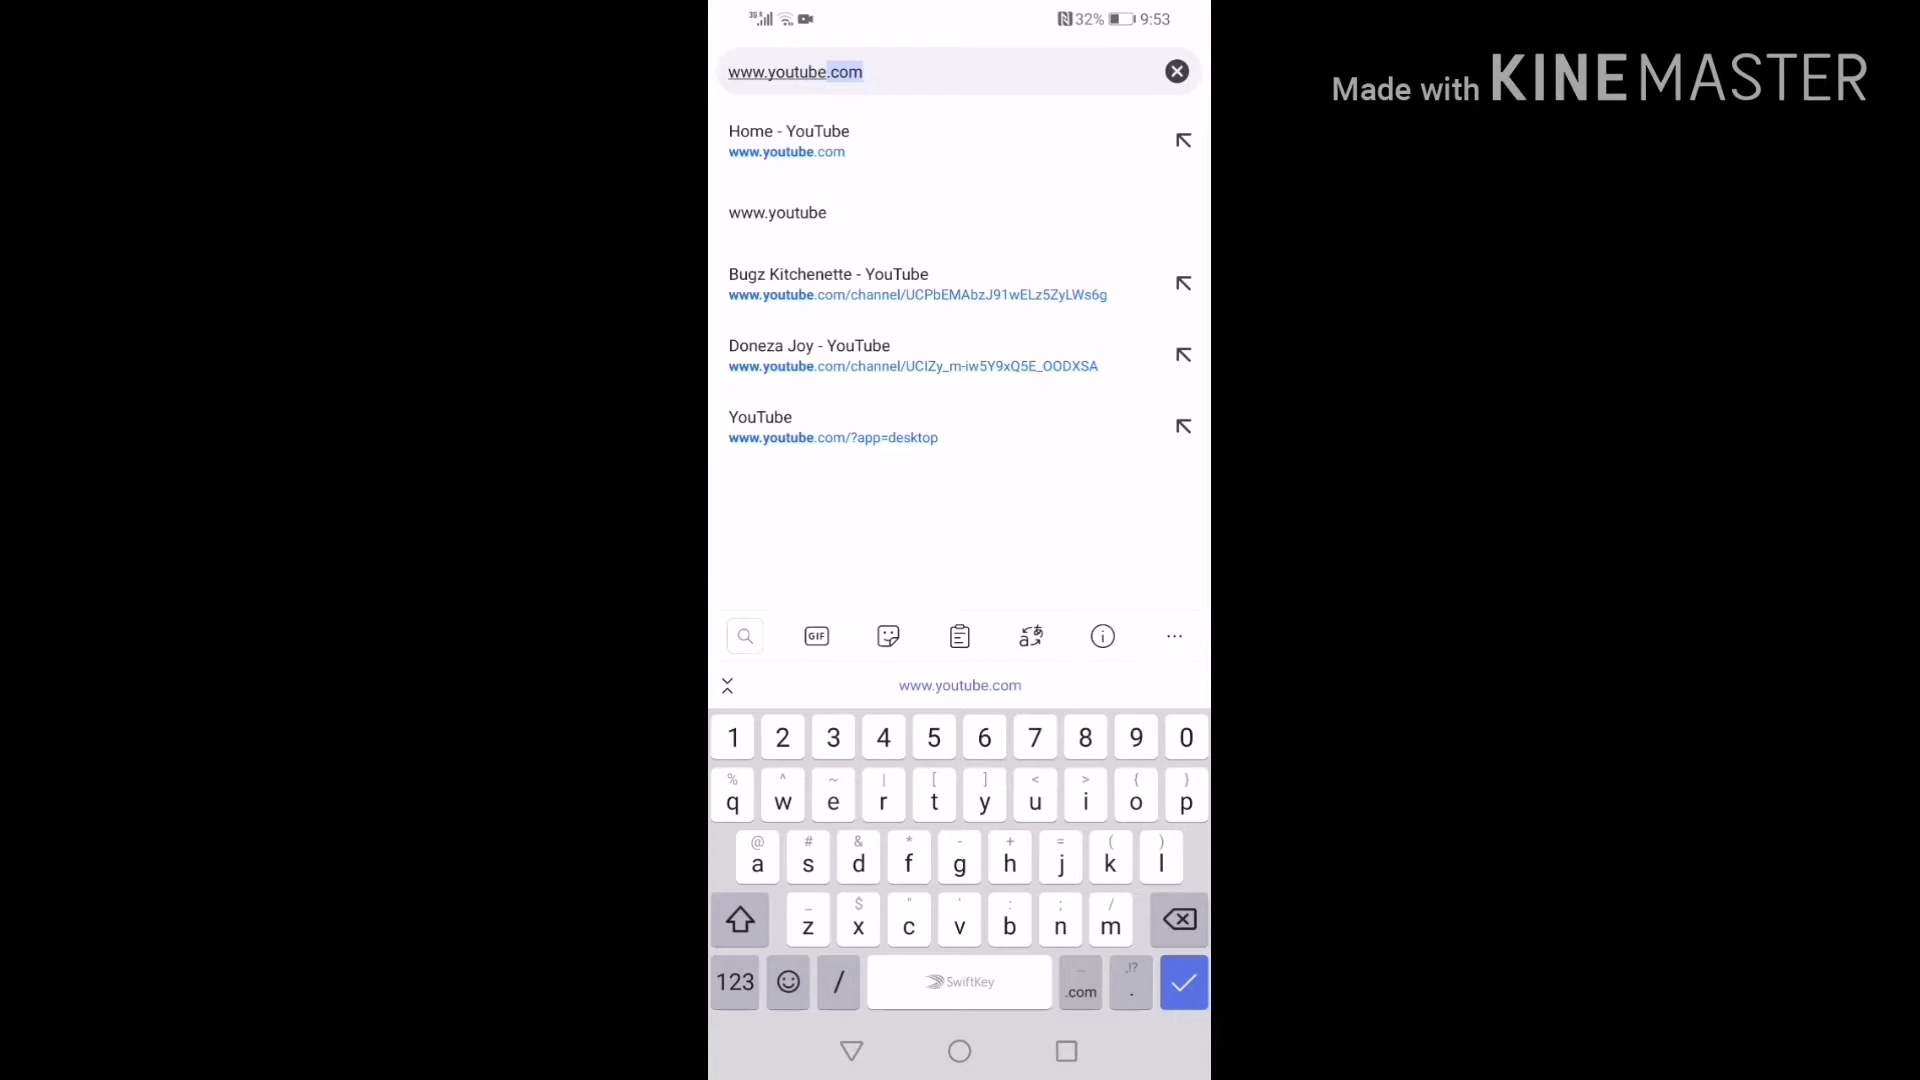 32% 9:53
www.youtube.com
Made with KINEMASTER
Home - YouTube
www.youtube.com
www.youtube
Bugz Kitchenette - YouTube
www.youtube.com/channel/UCPbEMAbzJ91wELz5ZyLWs6g
Doneza Joy - YouTube
www.youtube.com/channel/UCIZy_m-iw5Y9xQ5E_OODXSA
YouTube
www.youtube.com/?app=desktop
GIF
www.youtube.com
1 2 3 4 5 6 7 8 9 0
% ^ ~ | [ ] < > { }
q w e r t y u i o p
@ # & * - + = ( )
a s d f g h j k l
_ $ " ' : ; /
z x c v b n m
,!?
123 / SwiftKey .com .